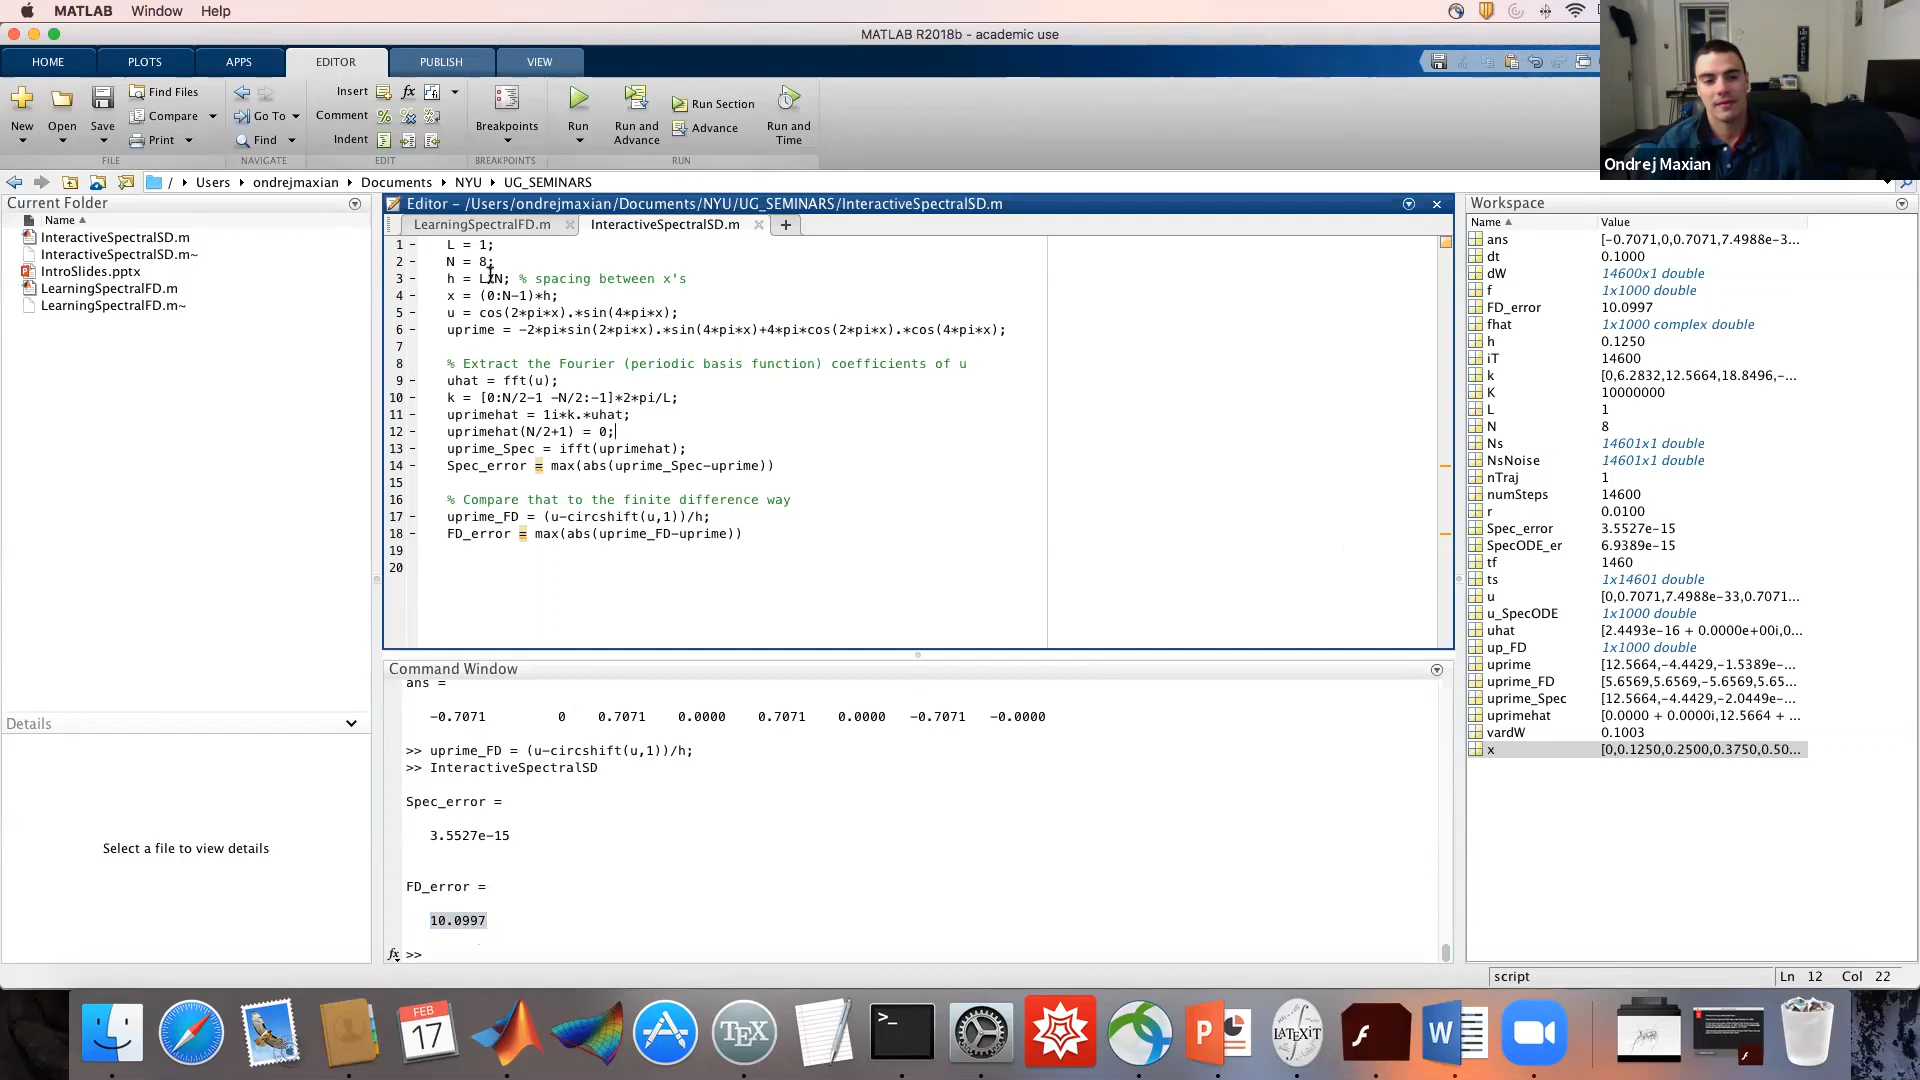 MATLAB Window Help
MATLAB R2018b - academic use
HOME PLOTS APPS EDITOR PUBLISH VIEW
Find Files
Compare
Print
New Open Save
FILE
Go To
Find
NAVIGATE
Insert
Comment
Indent
EDIT
Breakpoints
BREAKPOINTS
Run
Run and Advance
Run Section
Advance
Run and Time
RUN
Ondrej Maxian
/ Users ondrejmaxian Documents NYU UG_SEMINARS
Current Folder
Name
InteractiveSpectralSD.m
InteractiveSpectralSD.m~
IntroSlides.pptx
LearningSpectralFD.m
LearningSpectralFD.m~
Details
Select a file to view details
Editor - /Users/ondrejmaxian/Documents/NYU/UG_SEMINARS/InteractiveSpectralSD.m
LearningSpectralFD.m InteractiveSpectralSD.m
1 - L = 1;
2 - N = 8;
3 - h = L/N; % spacing between x's
4 - x = (0:N-1)*h;
5 - u = cos(2*pi*x).*sin(4*pi*x);
6 - uprime = -2*pi*sin(2*pi*x).*sin(4*pi*x)+4*pi*cos(2*pi*x).*cos(4*pi*x);
7
8 % Extract the Fourier (periodic basis function) coefficients of u
9 - uhat = fft(u);
10 - k = [0:N/2-1 -N/2:-1]*2*pi/L;
11 - uprimehat = 1i*k.*uhat;
12 - uprimehat(N/2+1) = 0;
13 - uprime_Spec = ifft(uprimehat);
14 - Spec_error = max(abs(uprime_Spec-uprime))
15
16 % Compare that to the finite difference way
17 - uprime_FD = (u-circshift(u,1))/h;
18 - FD_error = max(abs(uprime_FD-uprime))
19
20
Command Window
ans =
-0.7071 0 0.7071 0.0000 0.7071 0.0000 -0.7071 -0.0000
>> uprime_FD = (u-circshift(u,1))/h;
>> InteractiveSpectralSD
Spec_error =
3.5527e-15
FD_error =
10.0997
fx >>
Workspace
Name Value
ans [-0.7071,0,0.7071,7.4988e-3...
dt 0.1000
dW 14600x1 double
f 1x1000 double
FD_error 10.0997
fhat 1x1000 complex double
h 0.1250
iT 14600
k [0,6.2832,12.5664,18.8496,-...
K 10000000
L 1
N 8
Ns 14601x1 double
NsNoise 14601x1 double
nTraj 1
numSteps 14600
r 0.0100
Spec_error 3.5527e-15
SpecODE_er 6.9389e-15
tf 1460
ts 1x14601 double
u [0,0.7071,7.4988e-33,0.7071...
u_SpecODE 1x1000 double
uhat [2.4493e-16 + 0.0000e+00i,0...
up_FD 1x1000 double
uprime [12.5664,-4.4429,-1.5389e-...
uprime_FD [5.6569,5.6569,-5.6569,5.65...
uprime_Spec [12.5664,-4.4429,-2.0449e-...
uprimehat [0.0000 + 0.0000i,12.5664 + ...
vardW 0.1003
x [0,0.1250,0.2500,0.3750,0.50...
script Ln 12 Col 22
FEB
17
TEX
>_
P
LATEXiT
f
W